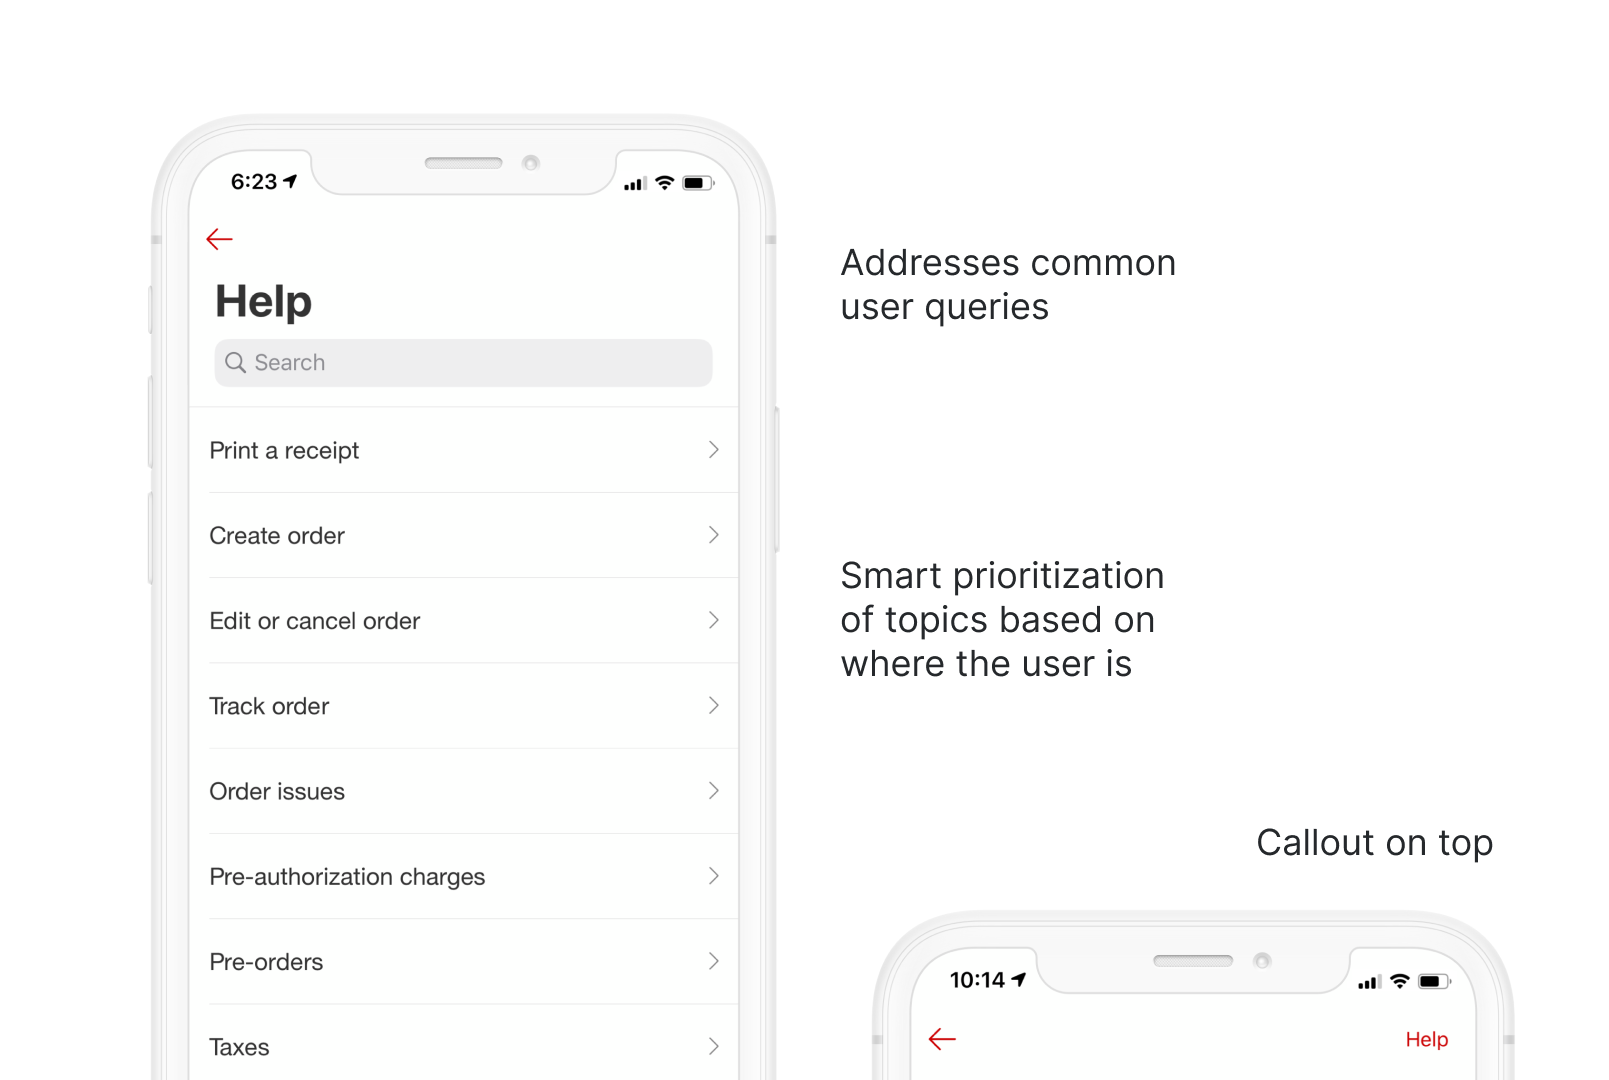 6:23
Help
Search
Print a receipt
Create order
Edit or cancel order
Track order
Order issues
Pre-authorization charges
Pre-orders
Taxes
Addresses common
user queries
Smart prioritization
of topics based on
where the user is
Callout on top
10:14
Help